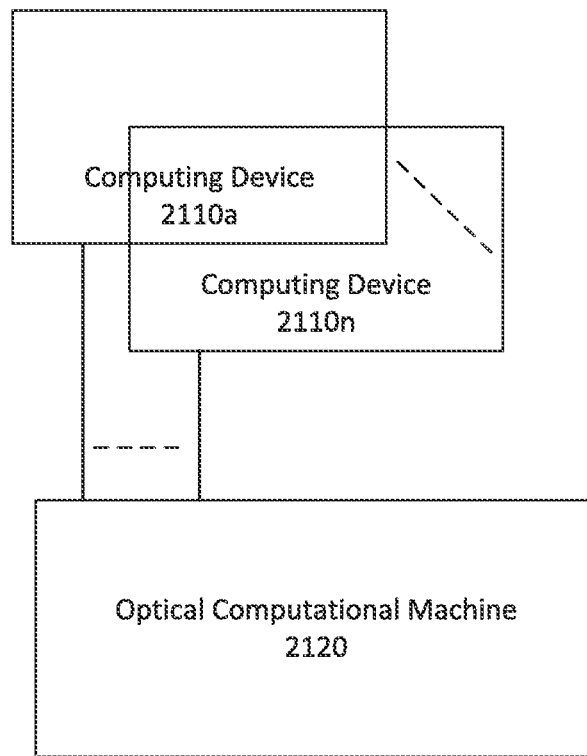 Computing Device
2110a
Computing Device
2110n
Optical Computational Machine
2120